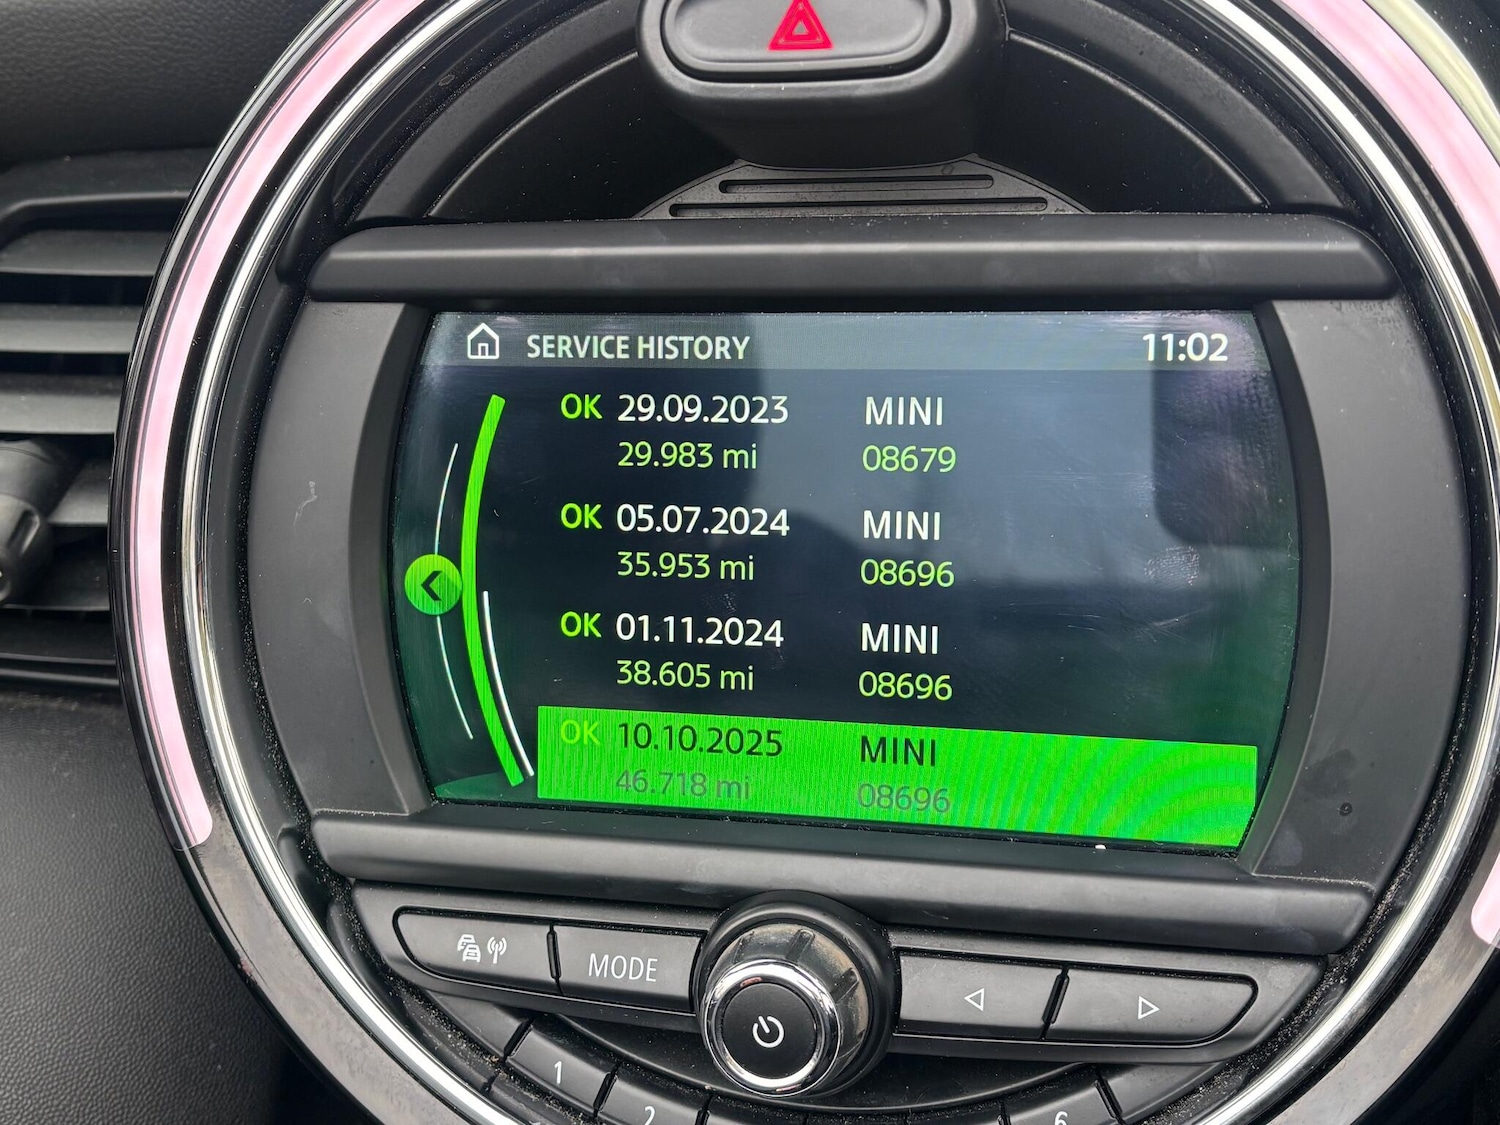 SERVICE HISTORY 11:02
OK 29.09.2023 MINI
29.983 mi 08679
OK 05.07.2024 MINI
35.953 mi 08696
OK 01.11.2024 MINI
38.605 mi 08696
OK 10.10.2025 MINI
46.718 mi 08696
MODE
1
2
6